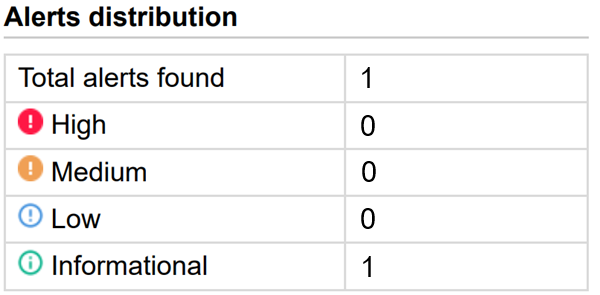 Alerts distribution
Total alerts found 1
High 0
Medium 0
Low 0
Informational 1